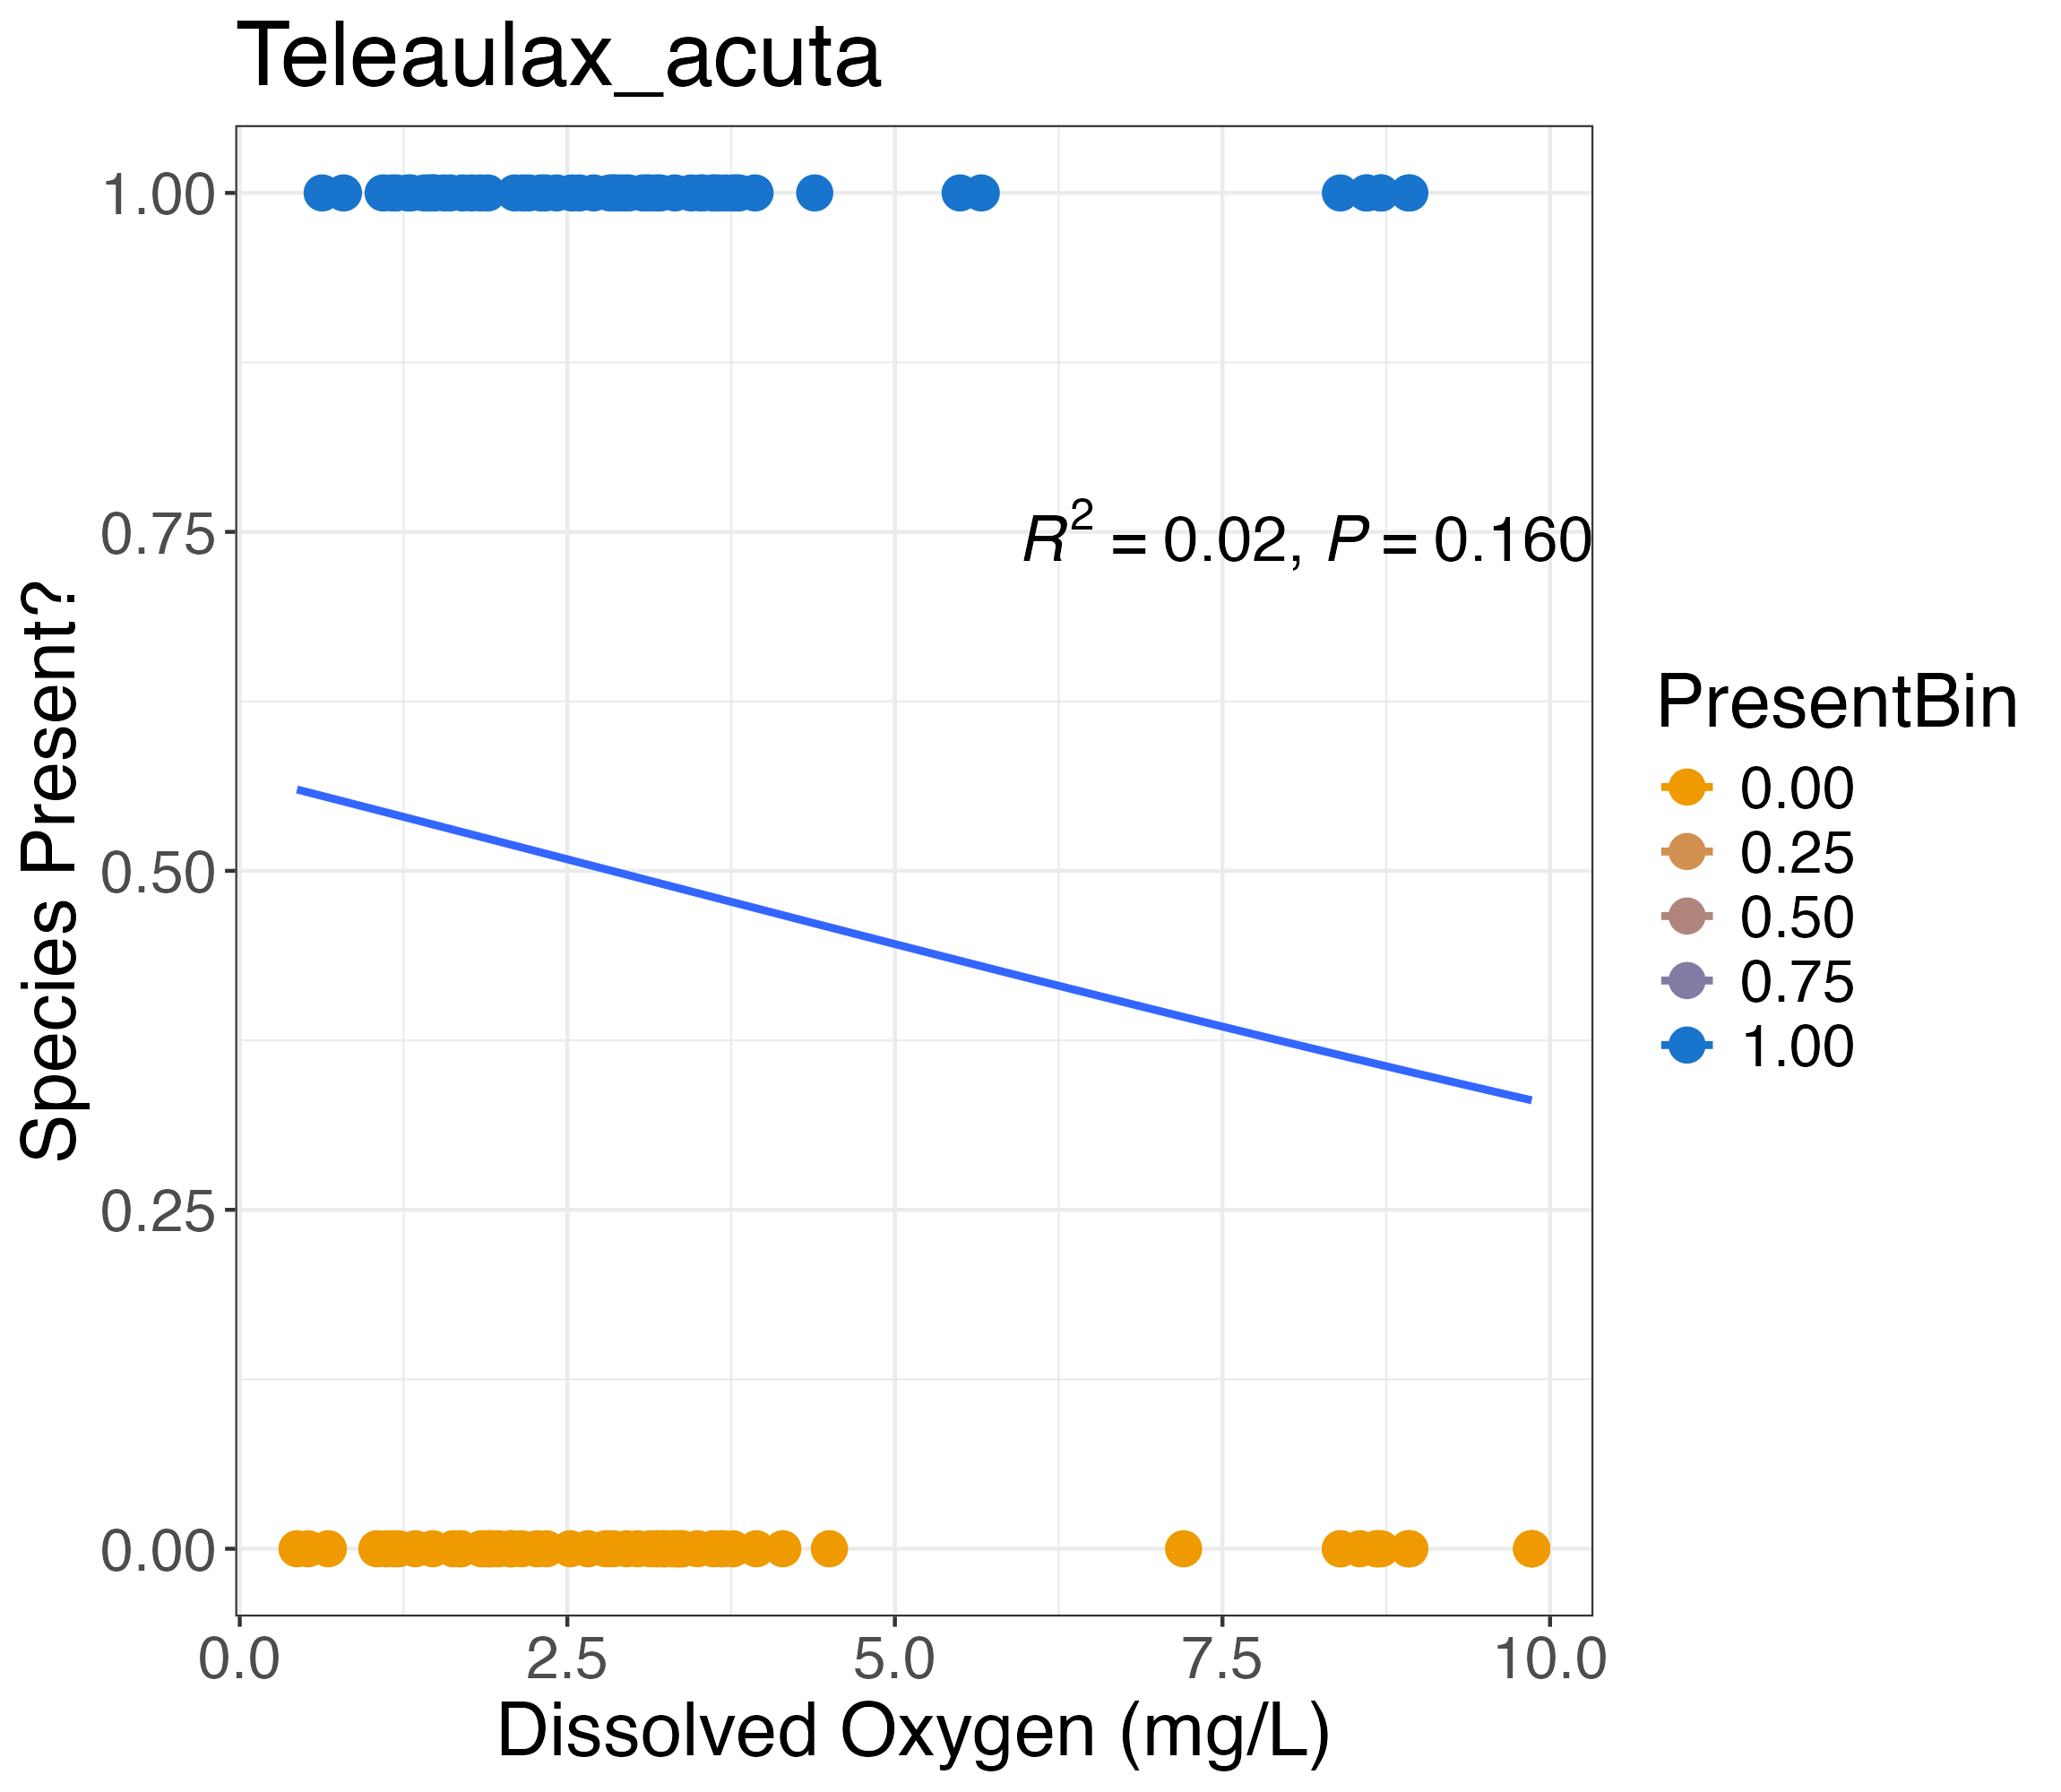 Teleaulax_acuta
1.00
0.75
0.50
0.25
0.00
Species Present?
R² = 0.02, P = 0.160
0.0 2.5 5.0 7.5 10.0
Dissolved Oxygen (mg/L)
PresentBin
0.00
0.25
0.50
0.75
1.00